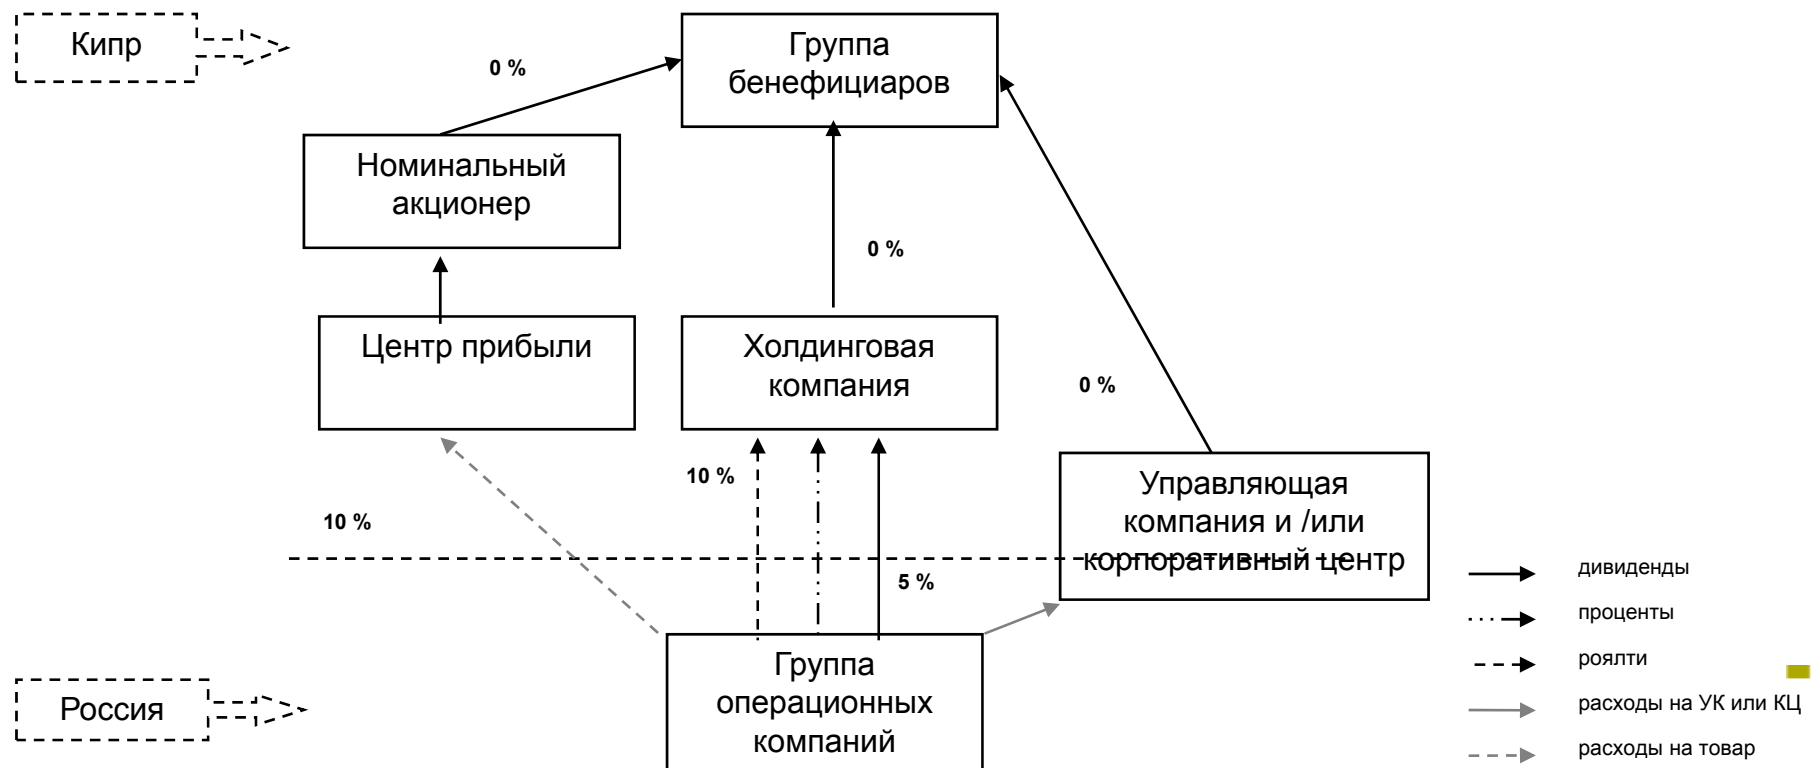 Кипр
Группа
бенефициаров
0 %
Номинальный
акционер
0 %
Центр прибыли
Холдинговая
компания
0 %
10 %
10 %
Управляющая
компания и /или
корпоративный центр
5 %
Группа
операционных
компаний
Россия
дивиденды
проценты
роялти
расходы на УК или КЦ
расходы на товар